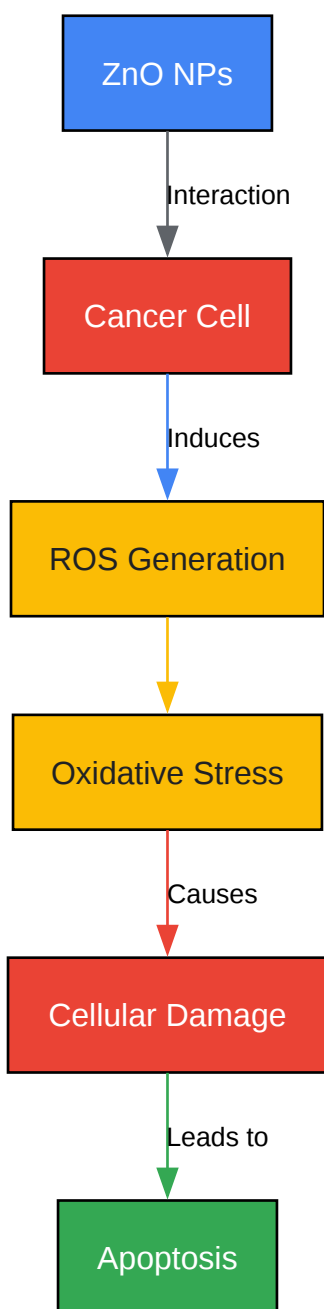 ZnO NPs
Interaction
Cancer Cell
Induces
ROS Generation
Oxidative Stress
Causes
Cellular Damage
Leads to
Apoptosis